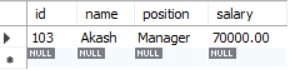 id name position salary
103 Akash Manager 70000.00
NULL NULL NULL NULL